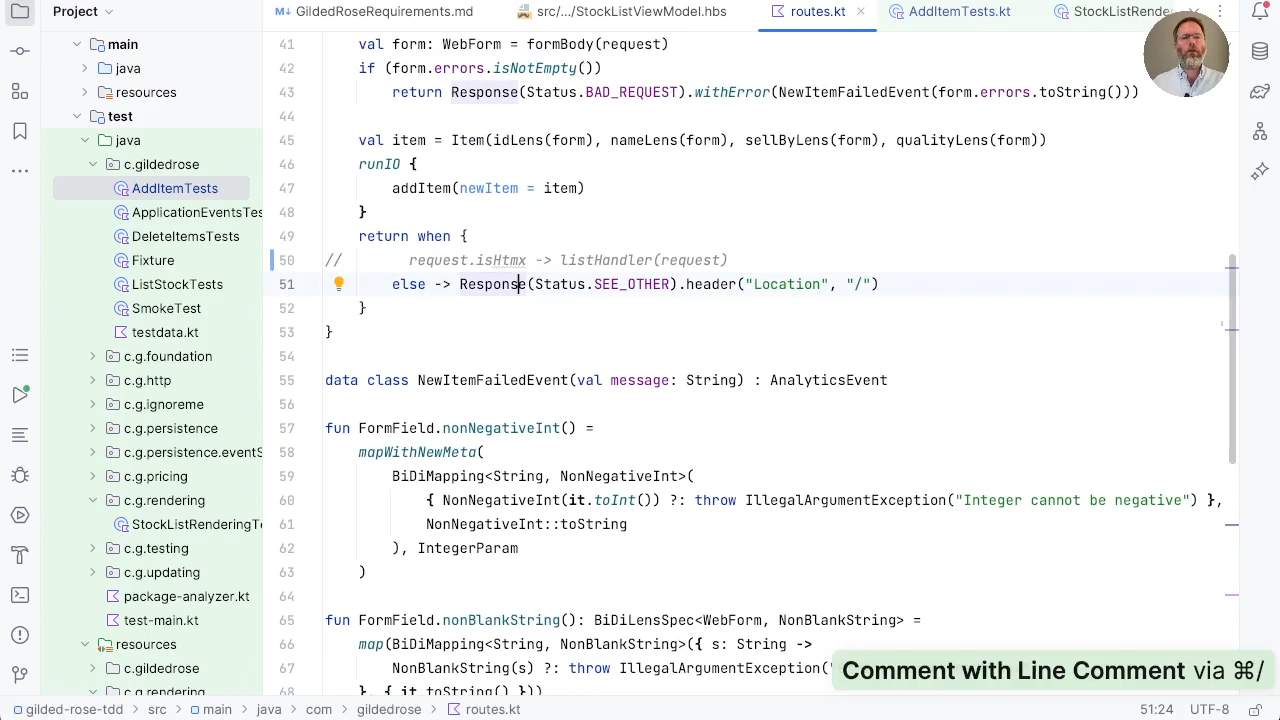 Project
GildedRoseRequirements.md
src/.../StockListViewModel.hbs
routes.kt
AddItemTests.kt
StockListRende
main
java
resources
test
java
c.gildedrose
AddItemTests
ApplicationEventsTes
DeleteItemsTests
Fixture
ListStockTests
SmokeTest
testdata.kt
c.g.foundation
c.g.http
c.g.ignoreme
c.g.persistence
c.g.persistence.eventS
c.g.pricing
c.g.rendering
StockListRenderingTe
c.g.testing
c.g.updating
package-analyzer.kt
test-main.kt
resources
c.gildedrose
c.g.rendering
41 val form: WebForm = formBody(request)
42 if (form.errors.isNotEmpty())
43 return Response(Status.BAD_REQUEST).withError(NewItemFailedEvent(form.errors.toString()))
44
45 val item = Item(idLens(form), nameLens(form), sellByLens(form), qualityLens(form))
46 runIO {
47 addItem(newItem = item)
48 }
49 return when {
50 // request.isHtmx -> listHandler(request)
51 else -> Response(Status.SEE_OTHER).header("Location", "/")
52 }
53 }
54
55 data class NewItemFailedEvent(val message: String) : AnalyticsEvent
56
57 fun FormField.nonNegativeInt() =
58 mapWithNewMeta(
59 BiDiMapping<String, NonNegativeInt>(
60 { NonNegativeInt(it.toInt()) ?: throw IllegalArgumentException("Integer cannot be negative") },
61 NonNegativeInt::toString
62 ), IntegerParam
63 )
64
65 fun FormField.nonBlankString(): BiDiLensSpec<WebForm, NonBlankString> =
66 map(BiDiMapping<String, NonBlankString>({ s: String ->
67 NonBlankString(s) ?: throw IllegalArgumentException("
68 }, { it.toString() }))
Comment with Line Comment via ⌘/
gilded-rose-tdd > src > main > java > com > gildedrose > routes.kt
51:24 UTF-8